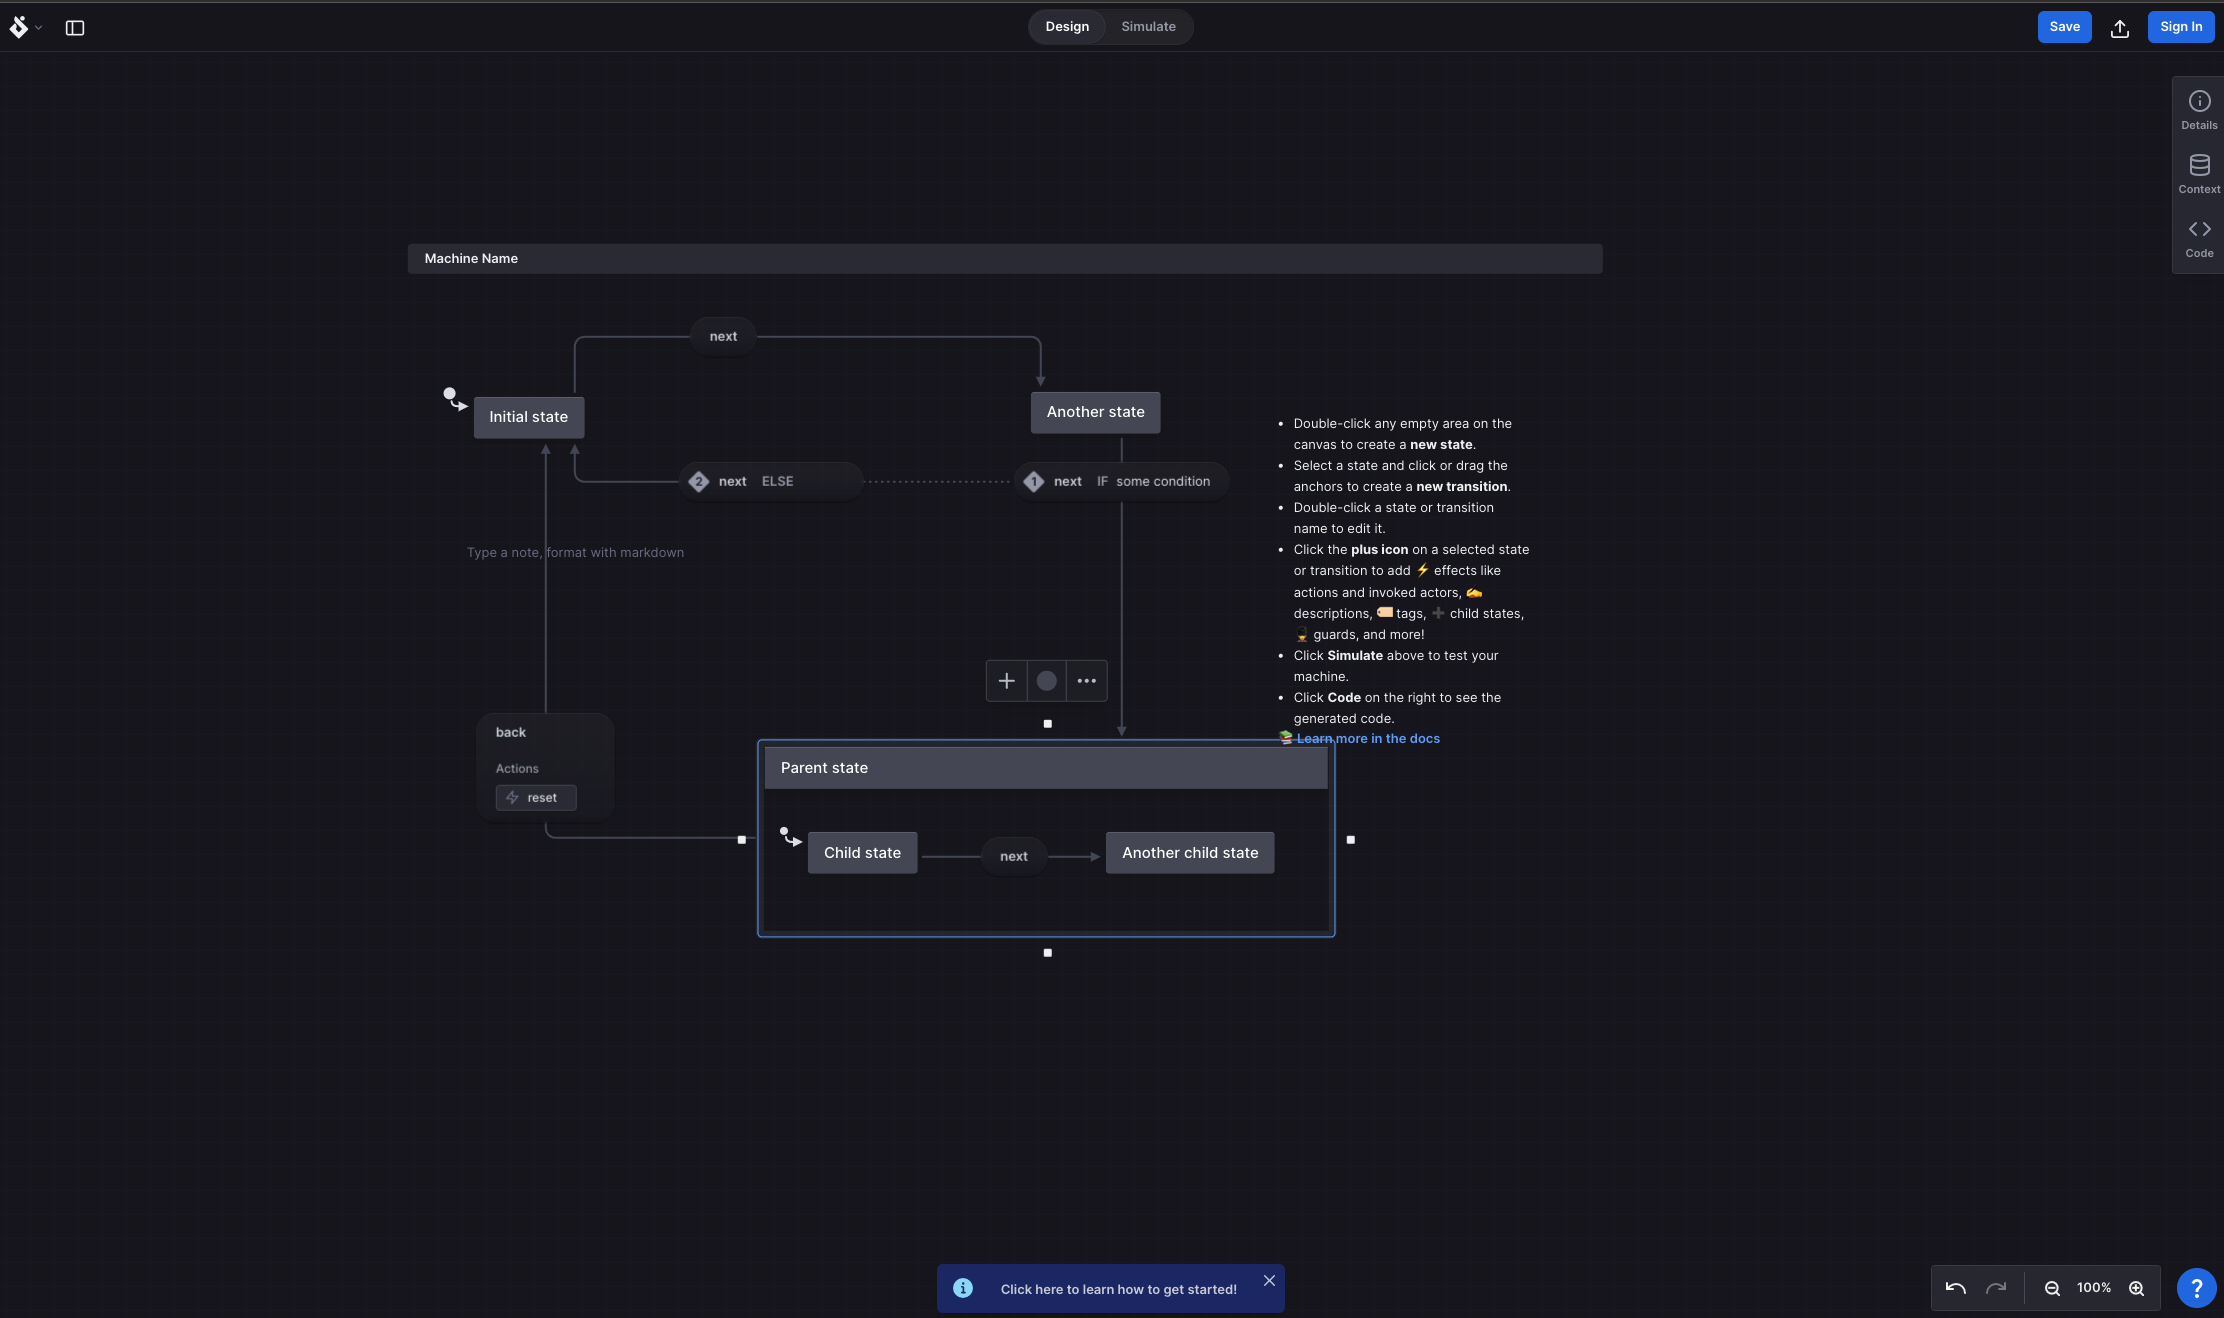 Design
Simulate
Save
Sign In
Details
Context
Code
Machine Name
next
Initial state
Another state
2 next ELSE
1 next IF some condition
Type a note, format with markdown
• Double-click any empty area on the
canvas to create a new state.
• Select a state and click or drag the
anchors to create a new transition.
• Double-click a state or transition
name to edit it.
• Click the plus icon on a selected state
or transition to add ⚡ effects like
actions and invoked actors, ✍️
descriptions, 🏷️ tags, ➕ child states,
💂 guards, and more!
• Click Simulate above to test your
machine.
• Click Code on the right to see the
generated code.
📚 Learn more in the docs
back
Actions
reset
Parent state
Child state
next
Another child state
Click here to learn how to get started!
100%
?